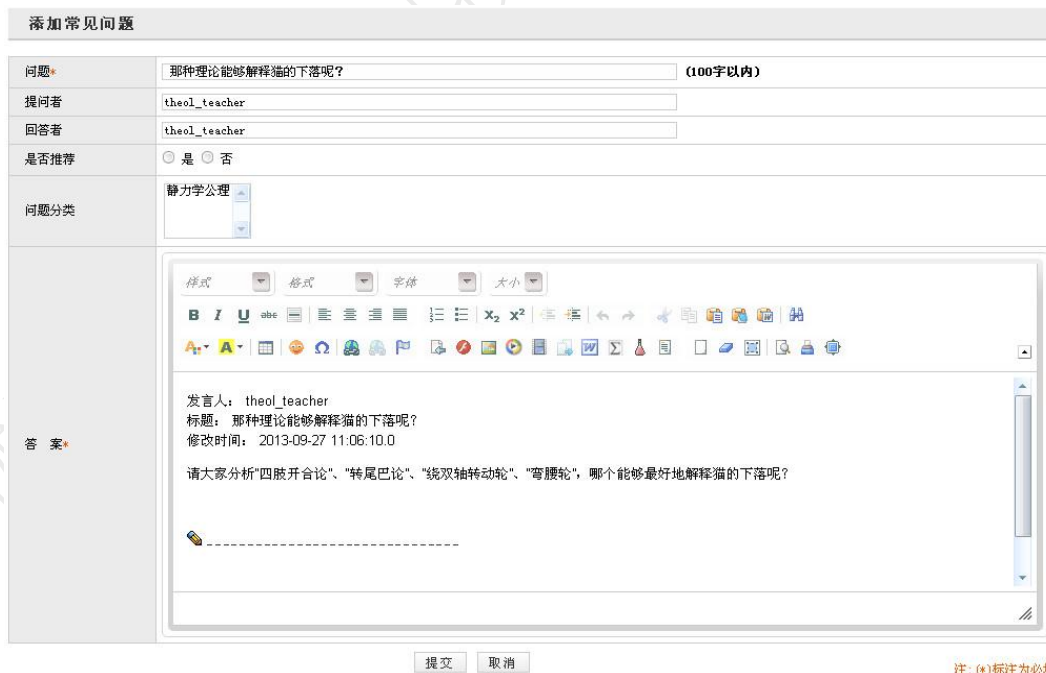 添加常见问题
问题*
那种理论能够解释猫的下落呢?
(100字以内)
提问者
theol_teacher
回答者
theol_teacher
是否推荐
是 否
问题分类
静力学公理
样式 格式 字体 大小
B I U abc X₂ X²
A A Ω W Σ
答 案*
发言人: theol_teacher
标题: 那种理论能够解释猫的下落呢?
修改时间: 2013-09-27 11:06:10.0
请大家分析"四肢开合论"、"转尾巴论"、"绕双轴转动轮"、"弯腰轮", 哪个能够最好地解释猫的下落呢?
-------------------------------
提交 取消
注: (*)标注为必